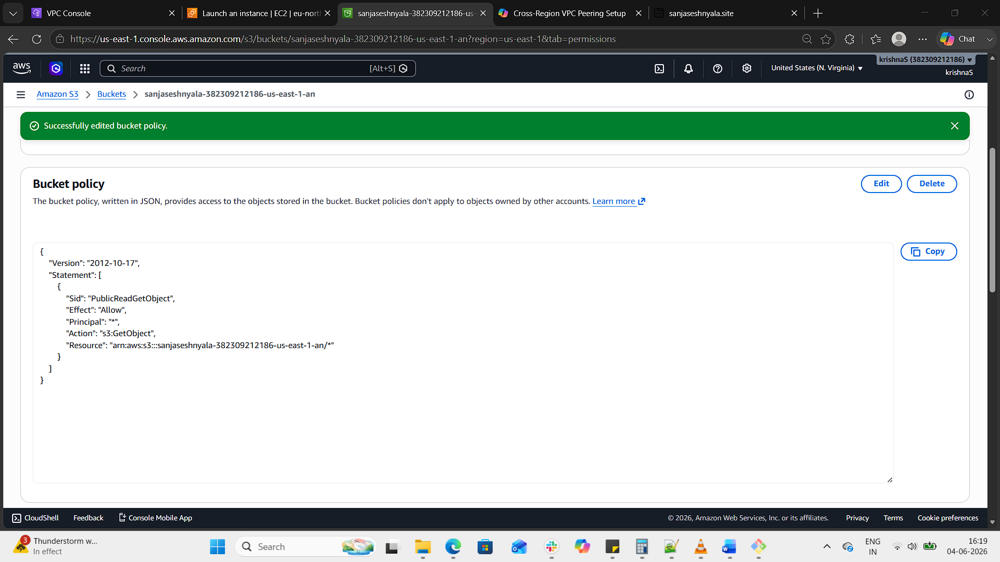 VPC Console
Launch an instance | EC2 | eu-nort
sanjaseshnyala-382309212186-us-
Cross-Region VPC Peering Setup
sanjaseshnyala.site
https://us-east-1.console.aws.amazon.com/s3/buckets/sanjaseshnyala-382309212186-us-east-1-an?region=us-east-1&tab=permissions
Chat
aws
Search
[Alt+S]
United States (N. Virginia)
krishnaS (382309212186)
krishnaS
Amazon S3
Buckets
sanjaseshnyala-382309212186-us-east-1-an
Successfully edited bucket policy.
Bucket policy
Edit
Delete
The bucket policy, written in JSON, provides access to the objects stored in the bucket. Bucket policies don't apply to objects owned by other accounts. Learn more
Copy
{
"Version": "2012-10-17",
"Statement": [
{
"Sid": "PublicReadGetObject",
"Effect": "Allow",
"Principal": "*",
"Action": "s3:GetObject",
"Resource": "arn:aws:s3:::sanjaseshnyala-382309212186-us-east-1-an/*"
}
]
}
CloudShell
Feedback
Console Mobile App
© 2026, Amazon Web Services, Inc. or its affiliates.
Privacy
Terms
Cookie preferences
3
Thunderstorm w...
In effect
Search
ENG
IN
16:19
04-06-2026